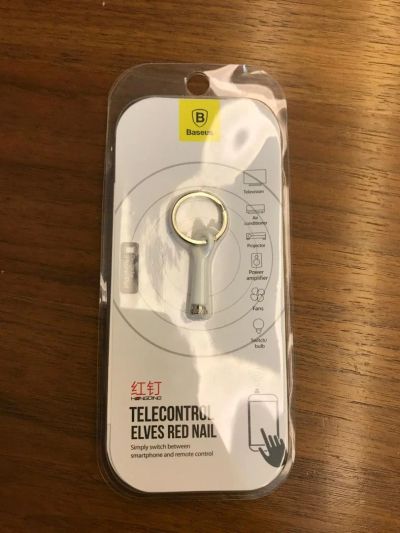 B
Baseus
Television
Air
conditioner
Projector
Power
amplifier
Fans
Switch/
bulb
红钉
HONGDING
TELECONTROL
ELVES RED NAIL
Simply switch between
smartphone and remote control